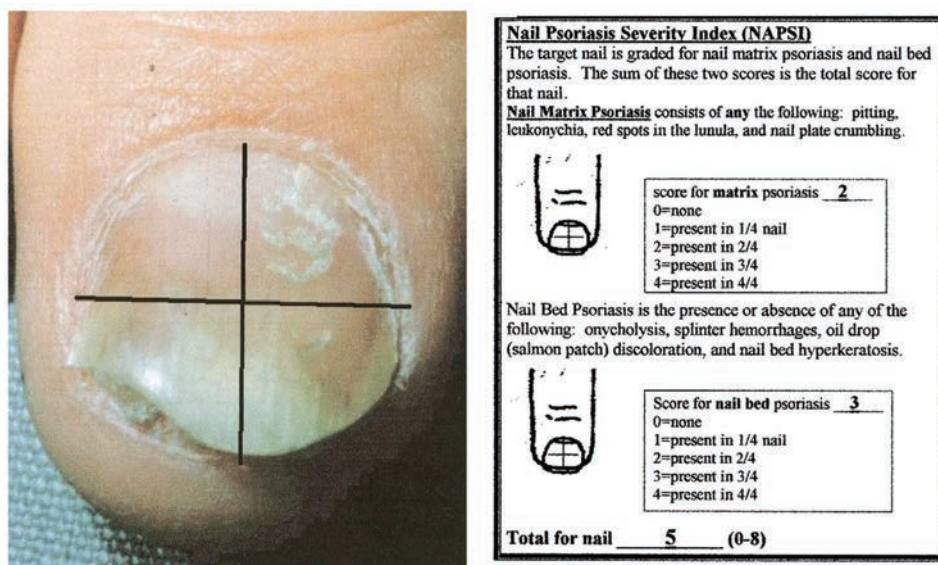 Nail Psoriasis Severity Index (NAPSI)
The target nail is graded for nail matrix psoriasis and nail bed
psoriasis.  The sum of these two scores is the total score for
that nail.
Nail Matrix Psoriasis consists of any the following:  pitting,
leukonychia, red spots in the lunula, and nail plate crumbling.
score for matrix psoriasis 2
0=none
1=present in 1/4 nail
2=present in 2/4
3=present in 3/4
4=present in 4/4
Nail Bed Psoriasis is the presence or absence of any of the
following:  onycholysis, splinter hemorrhages, oil drop
(salmon patch) discoloration, and nail bed hyperkeratosis.
Score for nail bed psoriasis 3
0=none
1=present in 1/4 nail
2=present in 2/4
3=present in 3/4
4=present in 4/4
Total for nail 5 (0-8)